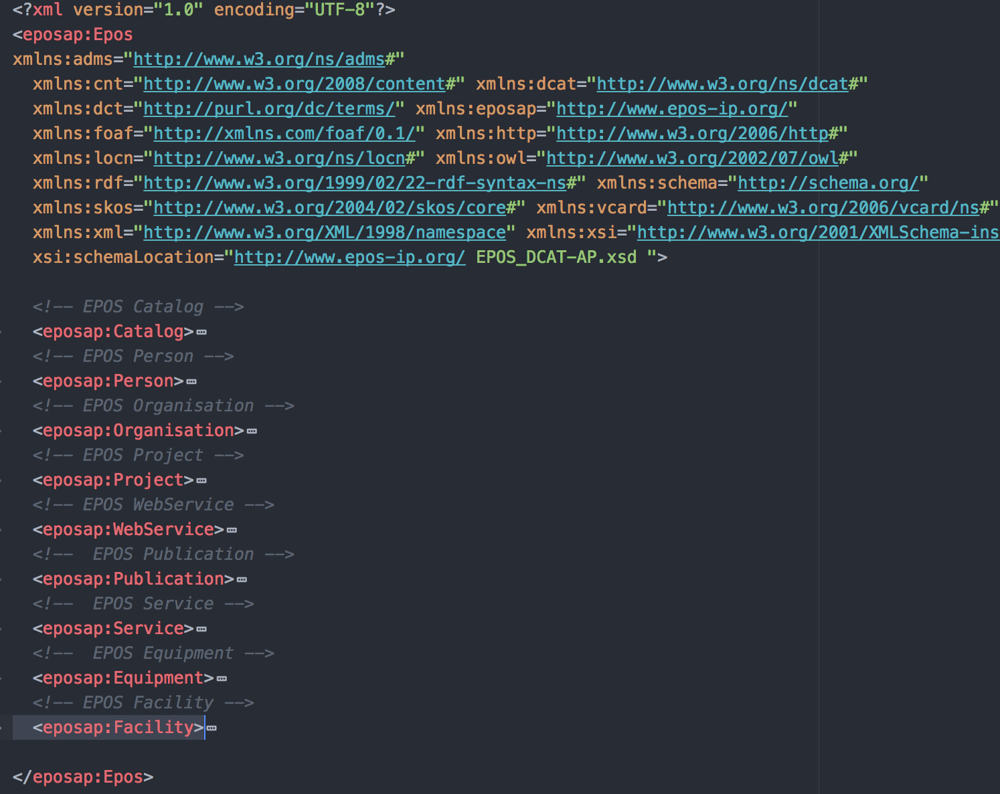 <?xml version="1.0" encoding="UTF-8"?>
<eposap:Epos
xmlns:adms="http://www.w3.org/ns/adms#"
xmlns:cnt="http://www.w3.org/2008/content#" xmlns:dcat="http://www.w3.org/ns/dcat#"
xmlns:dct="http://purl.org/dc/terms/" xmlns:eposap="http://www.epos-ip.org/"
xmlns:foaf="http://xmlns.com/foaf/0.1/" xmlns:http="http://www.w3.org/2006/http#"
xmlns:locn="http://www.w3.org/ns/locn#" xmlns:owl="http://www.w3.org/2002/07/owl#"
xmlns:rdf="http://www.w3.org/1999/02/22-rdf-syntax-ns#" xmlns:schema="http://schema.org/"
xmlns:skos="http://www.w3.org/2004/02/skos/core#" xmlns:vcard="http://www.w3.org/2006/vcard/ns#"
xmlns:xml="http://www.w3.org/XML/1998/namespace" xmlns:xsi="http://www.w3.org/2001/XMLSchema-ins
xsi:schemaLocation="http://www.epos-ip.org/ EPOS_DCAT-AP.xsd ">
<!-- EPOS Catalog -->
<eposap:Catalog>
<!-- EPOS Person -->
<eposap:Person>
<!-- EPOS Organisation -->
<eposap:Organisation>
<!-- EPOS Project -->
<eposap:Project>
<!-- EPOS WebService -->
<eposap:WebService>
<!--  EPOS Publication -->
<eposap:Publication>
<!--  EPOS Service -->
<eposap:Service>
<!--  EPOS Equipment -->
<eposap:Equipment>
<!-- EPOS Facility -->
<eposap:Facility>
</eposap:Epos>